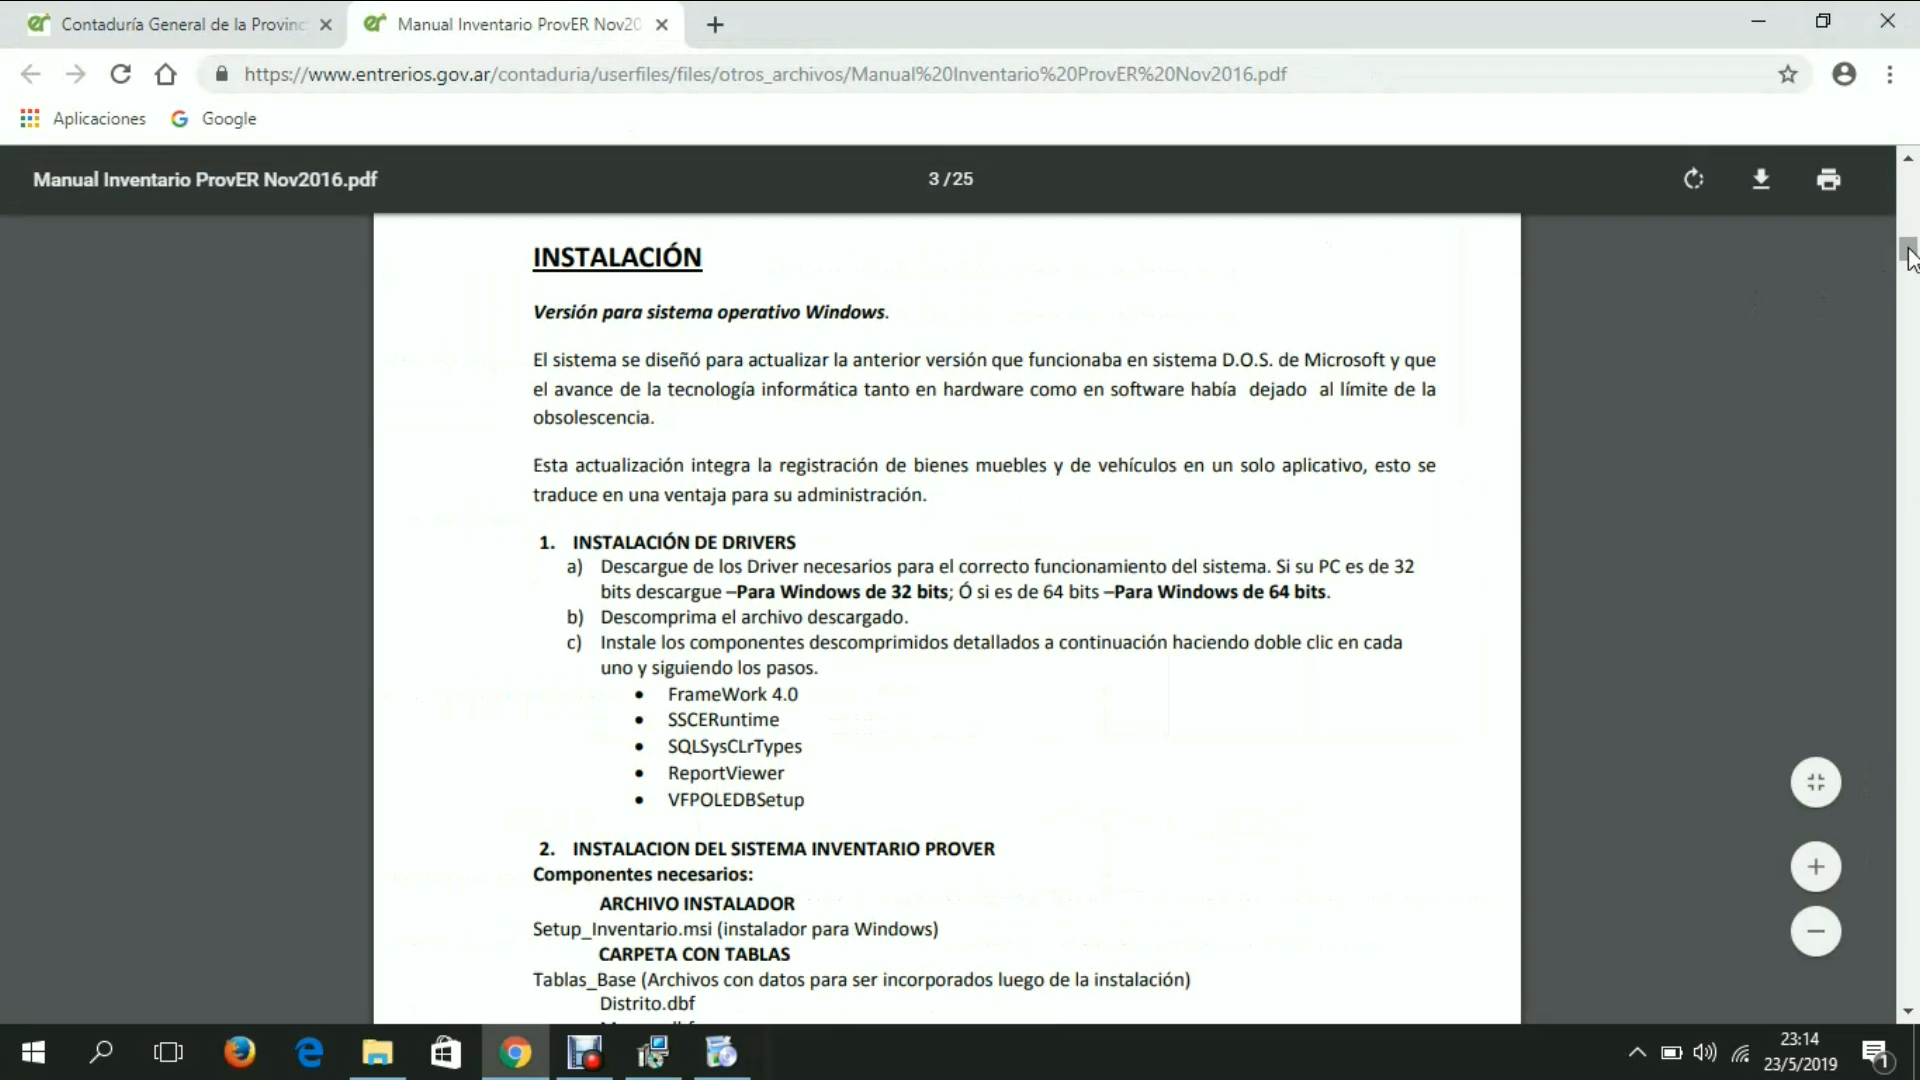 Contaduría General de la Provinc
Manual Inventario ProvER Nov20
https://www.entrerios.gov.ar/contaduria/userfiles/files/otros_archivos/Manual%20Inventario%20ProvER%20Nov2016.pdf
Aplicaciones
Google
Manual Inventario ProvER Nov2016.pdf
3 / 25
INSTALACIÓN
Versión para sistema operativo Windows.
El sistema se diseñó para actualizar la anterior versión que funcionaba en sistema D.O.S. de Microsoft y que
el avance de la tecnología informática tanto en hardware como en software había dejado al límite de la
obsolescencia.
Esta actualización integra la registración de bienes muebles y de vehículos en un solo aplicativo, esto se
traduce en una ventaja para su administración.
1. INSTALACIÓN DE DRIVERS
a) Descargue de los Driver necesarios para el correcto funcionamiento del sistema. Si su PC es de 32
bits descargue –Para Windows de 32 bits; Ó si es de 64 bits –Para Windows de 64 bits.
b) Descomprima el archivo descargado.
c) Instale los componentes descomprimidos detallados a continuación haciendo doble clic en cada
uno y siguiendo los pasos.
• FrameWork 4.0
• SSCERuntime
• SQLSysCLrTypes
• ReportViewer
• VFPOLEDBSetup
2. INSTALACION DEL SISTEMA INVENTARIO PROVER
Componentes necesarios:
ARCHIVO INSTALADOR
Setup_Inventario.msi (instalador para Windows)
CARPETA CON TABLAS
Tablas_Base (Archivos con datos para ser incorporados luego de la instalación)
Distrito.dbf
23:14
23/5/2019
1